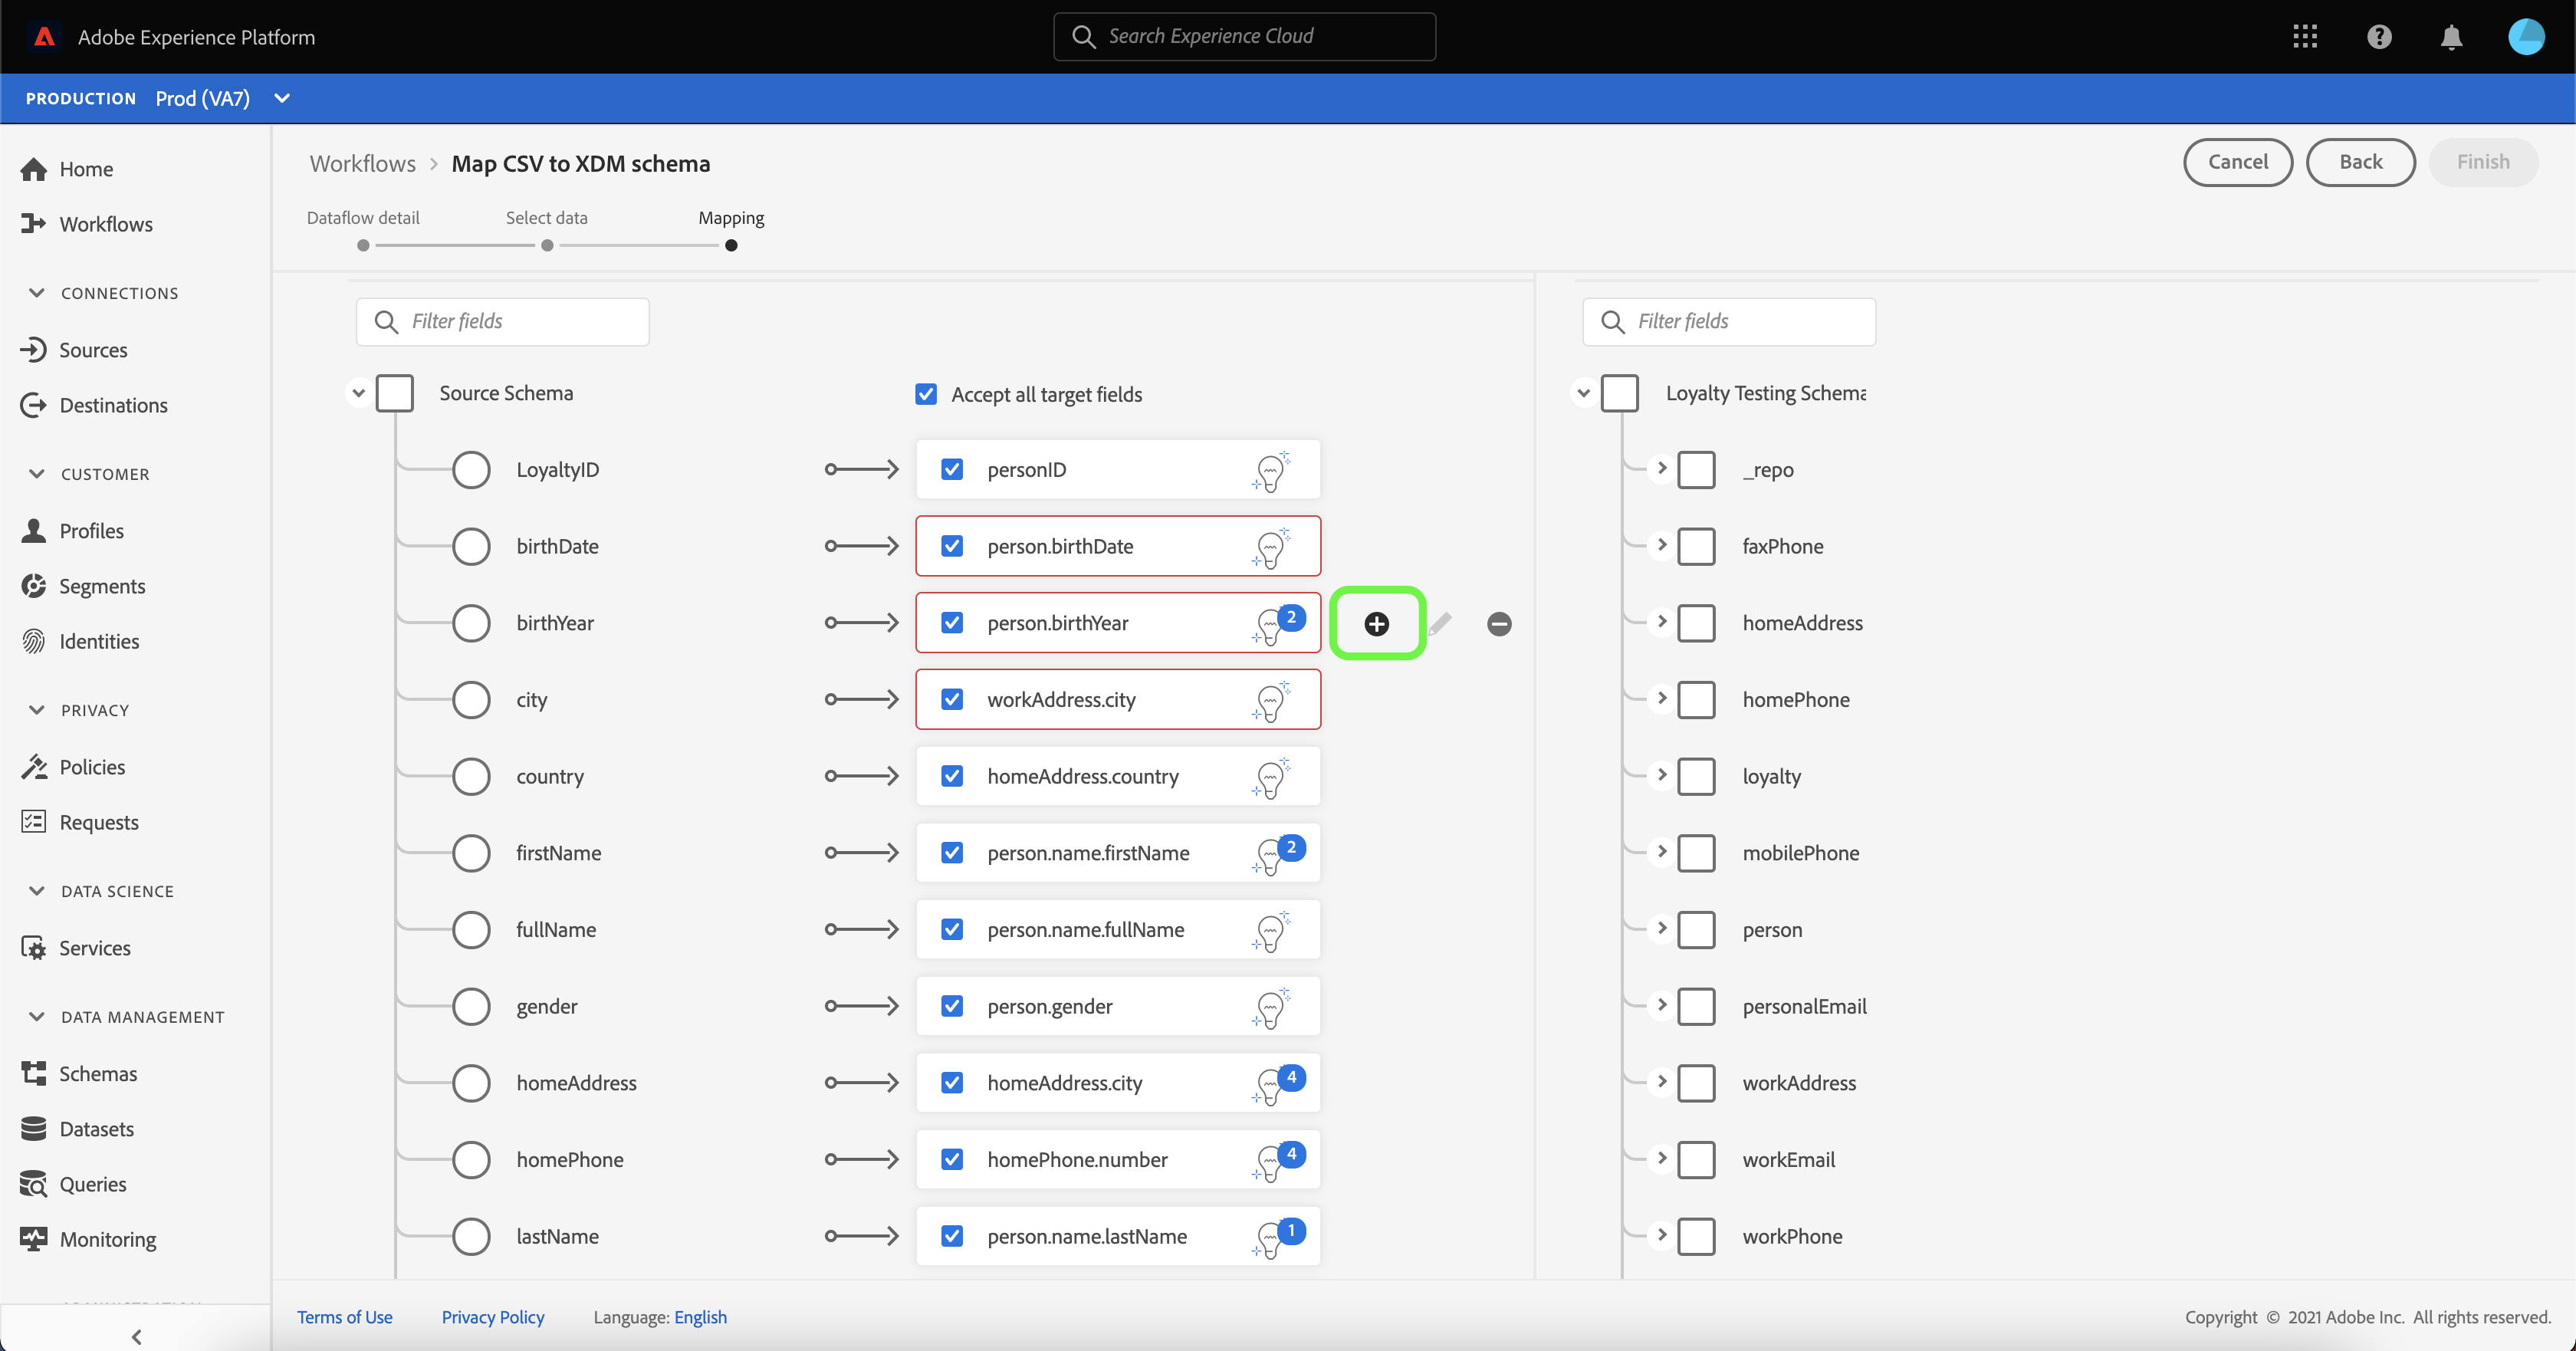 Adobe Experience Platform
Search Experience Cloud
PRODUCTION Prod (VA7)
Home
Workflows
CONNECTIONS
Sources
Destinations
CUSTOMER
Profiles
Segments
Identities
PRIVACY
Policies
Requests
DATA SCIENCE
Services
DATA MANAGEMENT
Schemas
Datasets
Queries
Monitoring
Workflows > Map CSV to XDM schema
Cancel Back Finish
Dataflow detail Select data Mapping
Filter fields
Source Schema Accept all target fields
LoyaltyID personID
birthDate person.birthDate
birthYear person.birthYear 2
city workAddress.city
country homeAddress.country
firstName person.name.firstName 2
fullName person.name.fullName
gender person.gender
homeAddress homeAddress.city 4
homePhone homePhone.number 4
lastName person.name.lastName 1
Filter fields
Loyalty Testing Schema
_repo
faxPhone
homeAddress
homePhone
loyalty
mobilePhone
person
personalEmail
workAddress
workEmail
workPhone
Terms of Use Privacy Policy Language: English
Copyright © 2021 Adobe Inc. All rights reserved.